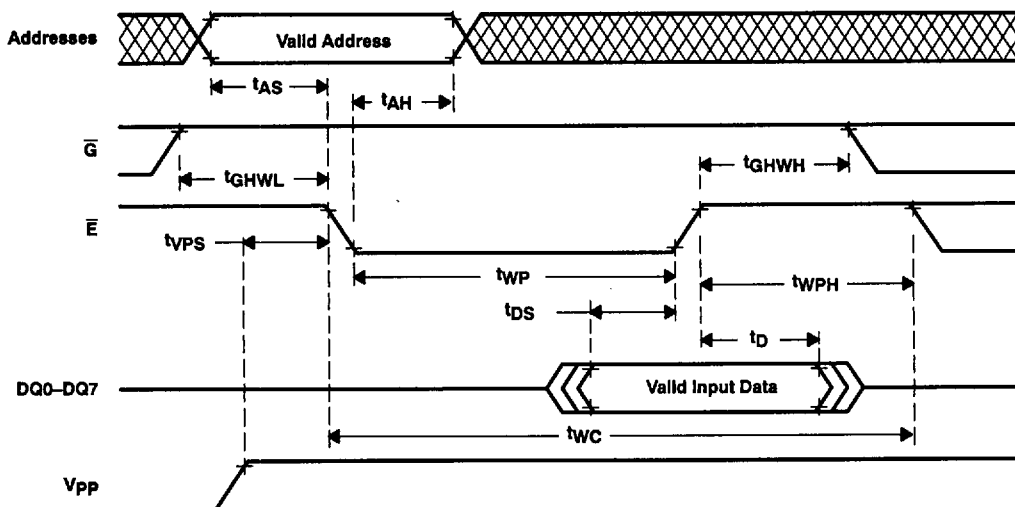 Addresses
Valid Address
tAS
tAH
G
tGHWL
tGHWH
E
tVPS
tWP
tWPH
tDS
tD
DQ0–DQ7
Valid Input Data
tWC
VPP